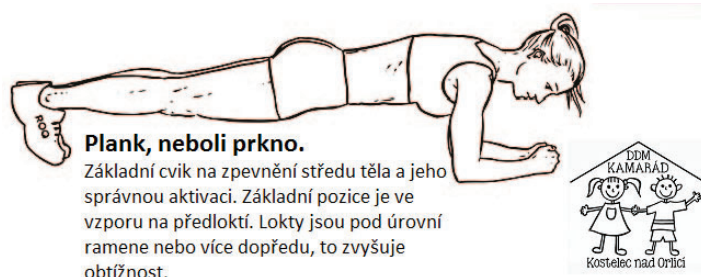 Plank, neboli prkno.
Základní cvik na zpevnění středu těla a jeho
správnou aktivaci. Základní pozice je ve
vzporu na předloktí. Lokty jsou pod úrovní
ramene nebo více dopředu, to zvyšuje
obtížnost.
DDM
KAMARÁD
Kostelec nad Orlicí